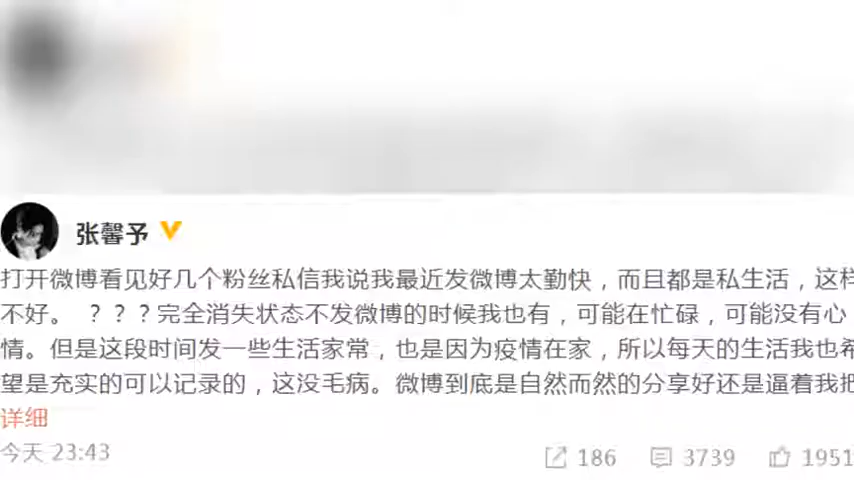 张馨予
打开微博看见好几个粉丝私信我说我最近发微博太勤快，而且都是私生活，这样
不好。？？？完全消失状态不发微博的时候我也有，可能在忙碌，可能没有心
情。但是这段时间发一些生活家常，也是因为疫情在家，所以每天的生活我也希
望是充实的可以记录的，这没毛病。微博到底是自然而然的分享好还是逼着我把
详细
今天 23:43
186 3739 1951